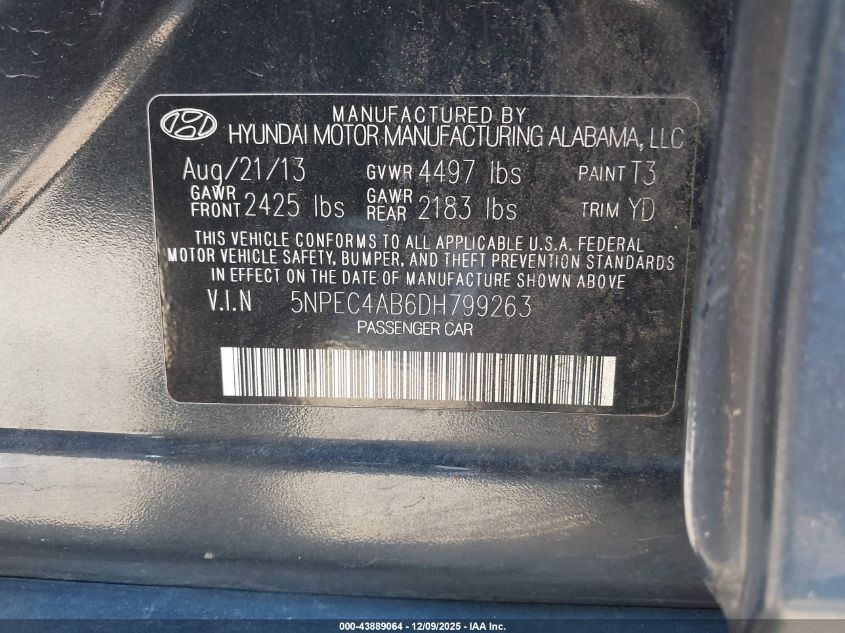 MANUFACTURED BY
HYUNDAI MOTOR MANUFACTURING ALABAMA, LLC
Aug/21/13 GVWR 4497 lbs PAINT T3
GAWR FRONT 2425 lbs GAWR REAR 2183 lbs TRIM YD
THIS VEHICLE CONFORMS TO ALL APPLICABLE U.S.A. FEDERAL
MOTOR VEHICLE SAFETY, BUMPER, AND THEFT PREVENTION STANDARDS
IN EFFECT ON THE DATE OF MANUFACTURE SHOWN ABOVE
V.I.N 5NPEC4AB6DH799263
PASSENGER CAR
000-43889064 - 12/09/2025 - IAA Inc.